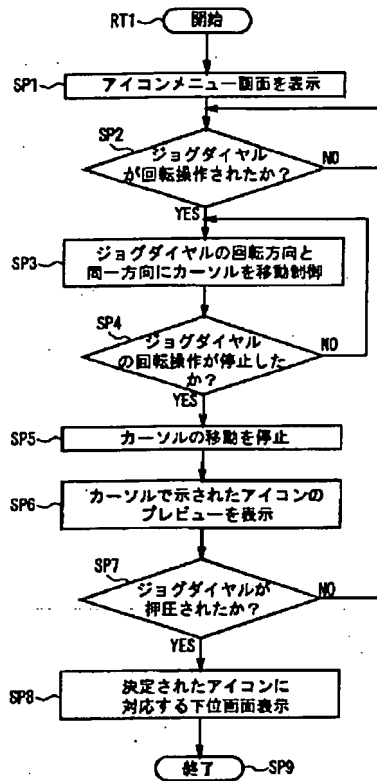 RT1 開始
SP1 アイコンメニュー画面を表示
SP2
ジョグダイヤル
が回転操作されたか？
NO
YES
SP3
ジョグダイヤルの回転方向と
同一方向にカーソルを移動制御
SP4
ジョグダイヤル
の回転操作が停止した
か？
NO
YES
SP5 カーソルの移動を停止
SP6
カーソルで示されたアイコンの
プレビューを表示
SP7
ジョグダイヤルが
押圧されたか？
NO
YES
SP8
決定されたアイコンに
対応する下位画面表示
終了 SP9